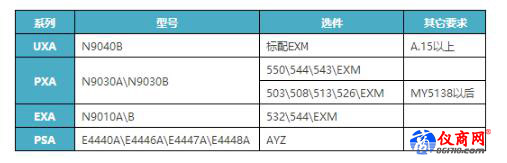 系列 型号 选件 其它要求
UXA N9040B 标配EXM A.15以上
PXA N9030A\N9030B 550\544\543\EXM
503\508\513\526\EXM MY5138以后
EXA N9010A\B 532\544\EXM
PSA E4440A\E4446A\E4447A\E4448A AYZ
仪商网
861718.com